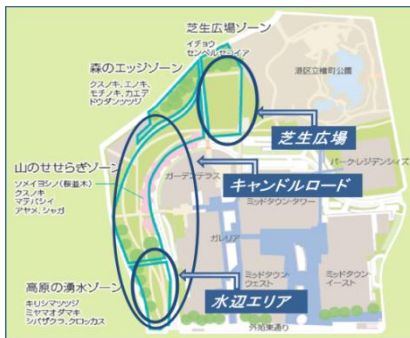 芝生広場ゾーン
イチョウ
センペルセコイア
森のエッジゾーン
クスノキ、エノキ、
モチノキ、カエデ
ドウダンツツジ
港区立檜町公園
芝生広場
山のせせらぎゾーン
ソメイヨシノ(桜並木)
クスノキ
マテバシイ
アヤメ、シャガ
ガーデンテラス
キャンドルロード
パーク・レジデンシィズ
ミッドタウン・タワー
ガレリア
ミッドタウン・
ウェスト
ミッドタウン・
イースト
水辺エリア
高原の湧水ゾーン
キリシマツツジ
ミヤマオダマキ
シバザクラ、クロッカス
外苑東通り